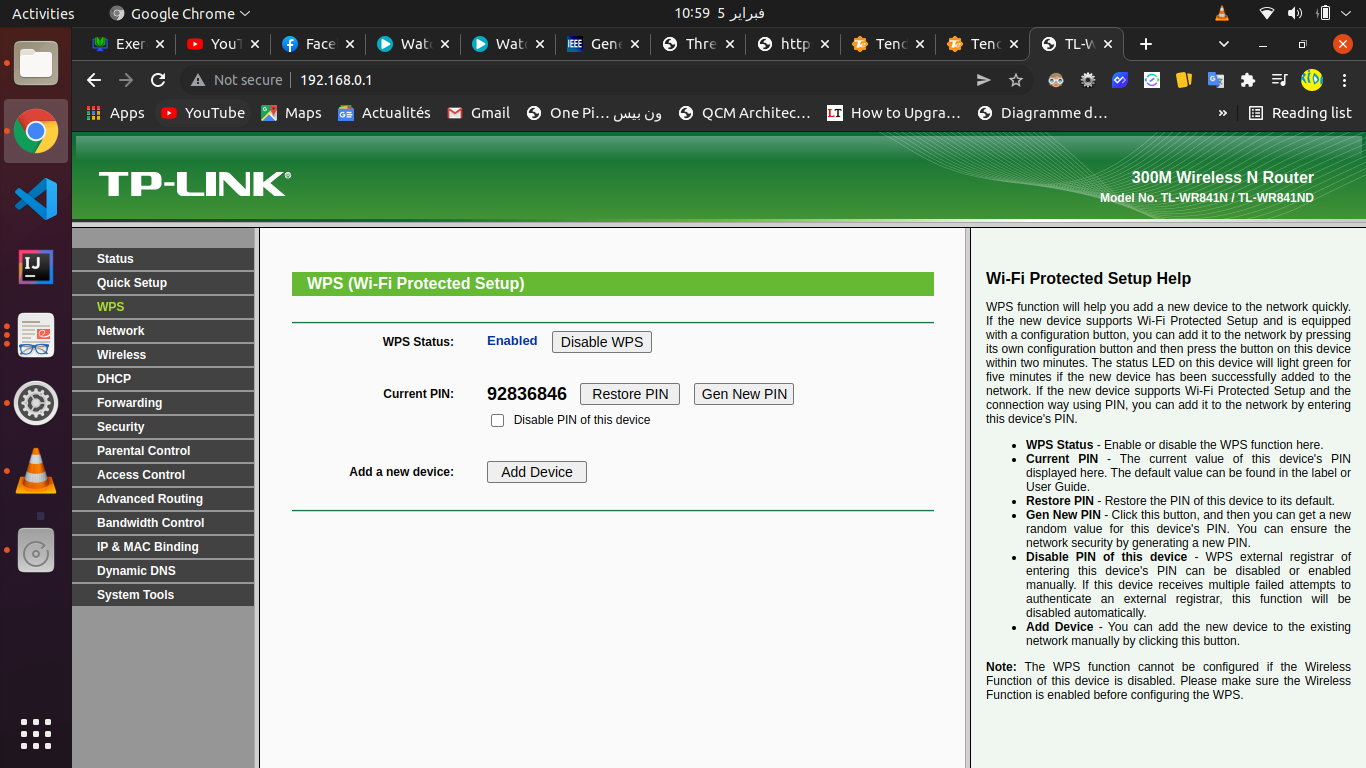 Activities
Google Chrome
10:59 5 فبراير
Exer
YouT
Face
Wate
Wate
IEEE Gene
Thre
http
Tenc
Tenc
TL-W
Not secure 192.168.0.1
Apps YouTube Maps Actualités Gmail One Pi… ون بيس QCM Architec… LT How to Upgra… Diagramme d… » Reading list
TP-LINK®
300M Wireless N Router
Model No. TL-WR841N / TL-WR841ND
Status
Quick Setup
WPS
Network
Wireless
DHCP
Forwarding
Security
Parental Control
Access Control
Advanced Routing
Bandwidth Control
IP & MAC Binding
Dynamic DNS
System Tools
WPS (Wi-Fi Protected Setup)
WPS Status: Enabled Disable WPS
Current PIN: 92836846 Restore PIN Gen New PIN
Disable PIN of this device
Add a new device: Add Device
Wi-Fi Protected Setup Help
WPS function will help you add a new device to the network quickly.
If the new device supports Wi-Fi Protected Setup and is equipped
with a configuration button, you can add it to the network by pressing
its own configuration button and then press the button on this device
within two minutes. The status LED on this device will light green for
five minutes if the new device has been successfully added to the
network. If the new device supports Wi-Fi Protected Setup and the
connection way using PIN, you can add it to the network by entering
this device's PIN.
• WPS Status - Enable or disable the WPS function here.
• Current PIN - The current value of this device's PIN
displayed here. The default value can be found in the label or
User Guide.
• Restore PIN - Restore the PIN of this device to its default.
• Gen New PIN - Click this button, and then you can get a new
random value for this device's PIN. You can ensure the
network security by generating a new PIN.
• Disable PIN of this device - WPS external registrar of
entering this device's PIN can be disabled or enabled
manually. If this device receives multiple failed attempts to
authenticate an external registrar, this function will be
disabled automatically.
• Add Device - You can add the new device to the existing
network manually by clicking this button.
Note: The WPS function cannot be configured if the Wireless
Function of this device is disabled. Please make sure the Wireless
Function is enabled before configuring the WPS.
IJ